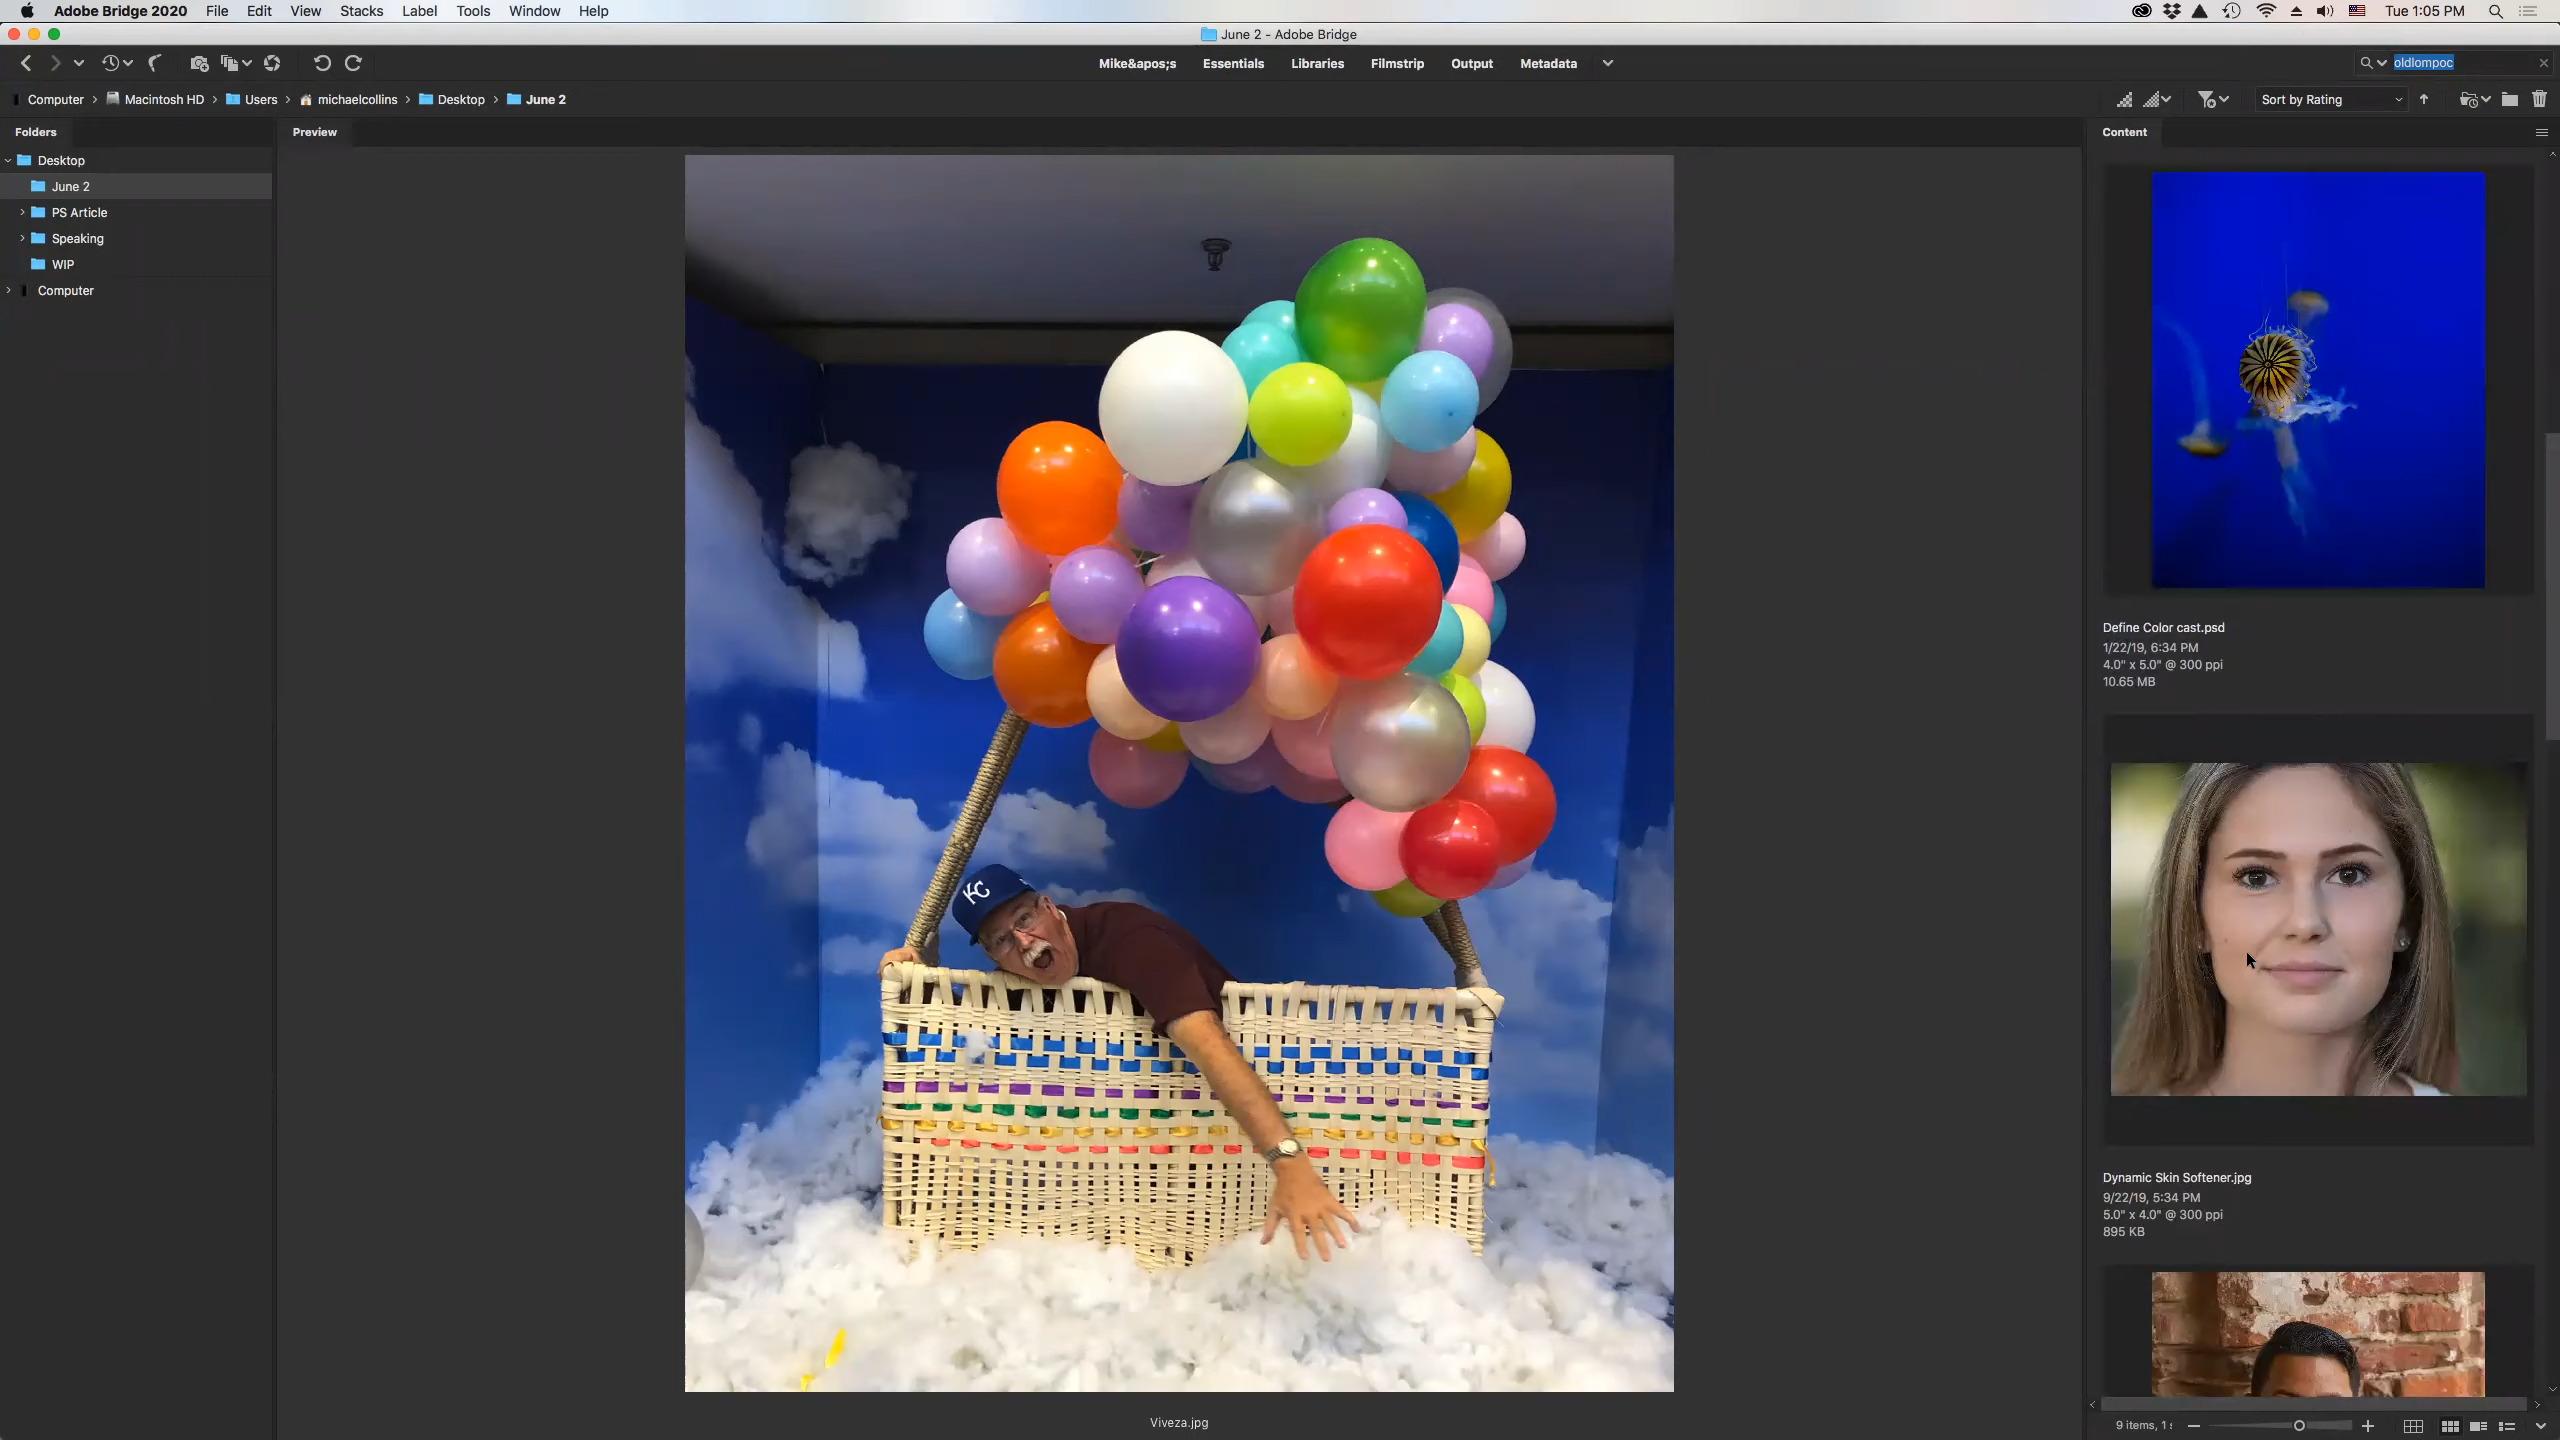 Adobe Bridge 2020 File Edit View Stacks Label Tools Window Help Tue 1:05 PM
June 2 - Adobe Bridge
Mike&apos;s Essentials Libraries Filmstrip Output Metadata oldlompoc
Computer Macintosh HD Users michaelcollins Desktop June 2 Sort by Rating
Folders
Preview
Content
Desktop
June 2
PS Article
Speaking
WIP
Computer
KC
Define Color cast.psd
1/22/19, 6:34 PM
4.0" x 5.0" @ 300 ppi
10.65 MB
Dynamic Skin Softener.jpg
9/22/19, 5:34 PM
5.0" x 4.0" @ 300 ppi
895 KB
Viveza.jpg
9 items, 1